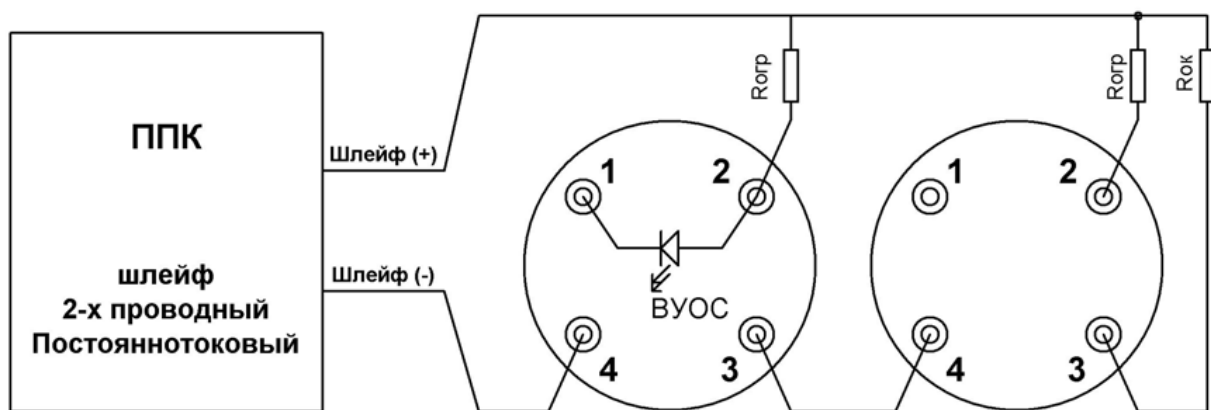 ППК
шлейф
2-х проводный
Постояннотоковый
Шлейф (+)
Шлейф (-)
Rогр
Rогр
Rок
1
2
ВУОС
4
3
1
2
4
3